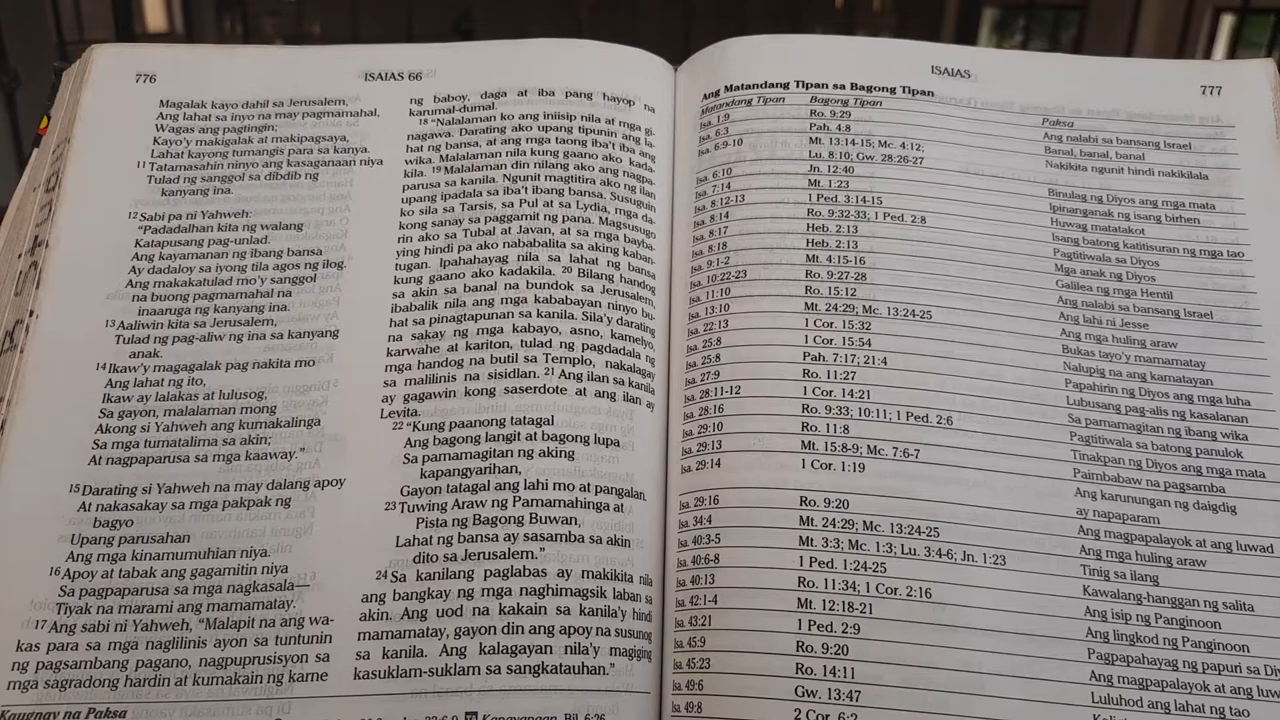 776
ISAIAS 66
Magalak kayo dahil sa Jerusalem,
Ang lahat sa inyo na may pagmamahal,
Wagas ang pagtingin;
Kayo'y makigalak at makipagsaya,
Lahat kayong tumangis para sa kanya.
11 Tatamasahin ninyo ang kasaganaan niya
Tulad ng sanggol sa dibdib ng
kanyang ina.
12 Sabi pa ni Yahweh:
"Padadalhan kita ng walang
Katapusang pag-unlad.
Ang kayamanan ng ibang bansa
Ay dadaloy sa iyong tila agos ng ilog.
Ang makakatulad mo'y sanggol
na buong pagmamahal na
inaaruga ng kanyang ina.
13 Aaliwin kita sa Jerusalem,
Tulad ng pag-aliw ng ina sa kanyang
anak.
14 Ikaw'y magagalak pag nakita mo
Ang lahat ng ito,
Ikaw ay lalakas at lulusog,
Sa gayon, malalaman mong
Akong si Yahweh ang kumakalinga
Sa mga tumatalima sa akin;
At nagpaparusa sa mga kaaway."
15 Darating si Yahweh na may dalang apoy
At nakasakay sa mga pakpak ng
bagyo
Upang parusahan
Ang mga kinamumuhian niya.
16 Apoy at tabak ang gagamitin niya
Sa pagpaparusa sa mga nagkasala—
Tiyak na marami ang mamamatay.
17 Ang sabi ni Yahweh, "Malapit na ang wa-
kas para sa mga naglilinis ayon sa tuntunin
ng pagsambang pagano, nagpuprusisyon sa
mga sagradong hardin at kumakain ng karne
ng baboy, daga at iba pang hayop na
karumal-dumal.
18 "Nalalaman ko ang iniisip nila at mga gi-
nagawa. Darating ako upang tipunin ang la-
hat ng bansa, at ang mga taong iba't iba ang
wika. Malalaman nila kung gaano ako kada-
kila. 19 Malalaman din nilang ako ang nagpa-
parusa sa kanila. Ngunit magtitira ako ng ilan
upang ipadala sa iba't ibang bansa. Susuguin
ko sila sa Tarsis, sa Pul at sa Lydia, mga da-
kong sanay sa paggamit ng pana. Magsusugo
rin ako sa Tubal at Javan, at sa mga bayba-
ying hindi pa ako nababalita sa aking kaban-
tugan. Ipahahayag nila sa lahat ng bansa
kung gaano ako kadakila. 20 Bilang handog
sa akin sa banal na bundok sa Jerusalem,
ibabalik nila ang mga kababayan ninyo bu-
hat sa pinagtapunan sa kanila. Sila'y darating
na sakay ng mga kabayo, asno, kamelyo,
karwahe at kariton, tulad ng pagdadala ng
mga handog na butil sa Templo, nakalagay
sa malilinis na sisidlan. 21 Ang ilan sa kanila
ay gagawin kong saserdote at ang ilan ay
Levita.
22 "Kung paanong tatagal
Ang bagong langit at bagong lupa
Sa pamamagitan ng aking
kapangyarihan,
Gayon tatagal ang lahi mo at pangalan.
23 Tuwing Araw ng Pamamahinga at
Pista ng Bagong Buwan,
Lahat ng bansa ay sasamba sa akin
dito sa Jerusalem."
24 Sa kanilang paglabas ay makikita nila
ang bangkay ng mga naghimagsik laban sa
akin. Ang uod na kakain sa kanila'y hindi
mamamatay, gayon din ang apoy na susunog
sa kanila. Ang kalagayan nila'y magiging
kasuklam-suklam sa sangkatauhan."
Kaugnay na Paksa
Kapayapaan, Bil. 6:26
ISAIAS
777
Ang Matandang Tipan sa Bagong Tipan
Matandang Tipan Bagong Tipan Paksa
Isa. 1:9 Ro. 9:29 Ang nalabi sa bansang Israel
Isa. 6:3 Pah. 4:8 Banal, banal, banal
Isa. 6:9-10 Mt. 13:14-15; Mc. 4:12; Nakikita ngunit hindi nakikilala
Lu. 8:10; Gw. 28:26-27
Isa. 6:10 Jn. 12:40 Binulag ng Diyos ang mga mata
Isa. 7:14 Mt. 1:23 Ipinanganak ng isang birhen
Isa. 8:12-13 1 Ped. 3:14-15 Huwag matatakot
Isa. 8:14 Ro. 9:32-33; 1 Ped. 2:8 Isang batong katitisuran ng mga tao
Isa. 8:17 Heb. 2:13 Pagtitiwala sa Diyos
Isa. 8:18 Heb. 2:13 Mga anak ng Diyos
Isa. 9:1-2 Mt. 4:15-16 Galilea ng mga Hentil
Isa. 10:22-23 Ro. 9:27-28 Ang nalabi sa bansang Israel
Isa. 11:10 Ro. 15:12 Ang lahi ni Jesse
Isa. 13:10 Mt. 24:29; Mc. 13:24-25 Ang mga huling araw
Isa. 22:13 1 Cor. 15:32 Bukas tayo'y mamamatay
Isa. 25:8 1 Cor. 15:54 Nalupig na ang kamatayan
Isa. 25:8 Pah. 7:17; 21:4 Papahirin ng Diyos ang mga luha
Isa. 27:9 Ro. 11:27 Lubusang pag-alis ng kasalanan
Isa. 28:11-12 1 Cor. 14:21 Sa pamamagitan ng ibang wika
Isa. 28:16 Ro. 9:33; 10:11; 1 Ped. 2:6 Pagtitiwala sa batong panulok
Isa. 29:10 Ro. 11:8 Tinakpan ng Diyos ang mga mata
Isa. 29:13 Mt. 15:8-9; Mc. 7:6-7 Paimbabaw na pagsamba
Isa. 29:14 1 Cor. 1:19 Ang karunungan ng daigdig
ay napaparam
Isa. 29:16 Ro. 9:20 Ang magpapalayok at ang luwad
Isa. 34:4 Mt. 24:29; Mc. 13:24-25 Ang mga huling araw
Isa. 40:3-5 Mt. 3:3; Mc. 1:3; Lu. 3:4-6; Jn. 1:23 Tinig sa ilang
Isa. 40:6-8 1 Ped. 1:24-25 Kawalang-hanggan ng salita
Isa. 40:13 Ro. 11:34; 1 Cor. 2:16 Ang isip ng Panginoon
Isa. 42:1-4 Mt. 12:18-21 Ang lingkod ng Panginoon
Isa. 43:21 1 Ped. 2:9 Pagpapahayag ng papuri sa Di
Isa. 45:9 Ro. 9:20 Ang magpapalayok at ang luw
Isa. 45:23 Ro. 14:11 Luluhod ang lahat ng tao
Isa. 49:6 Gw. 13:47
Isa. 49:8 2 Cor. 6:2